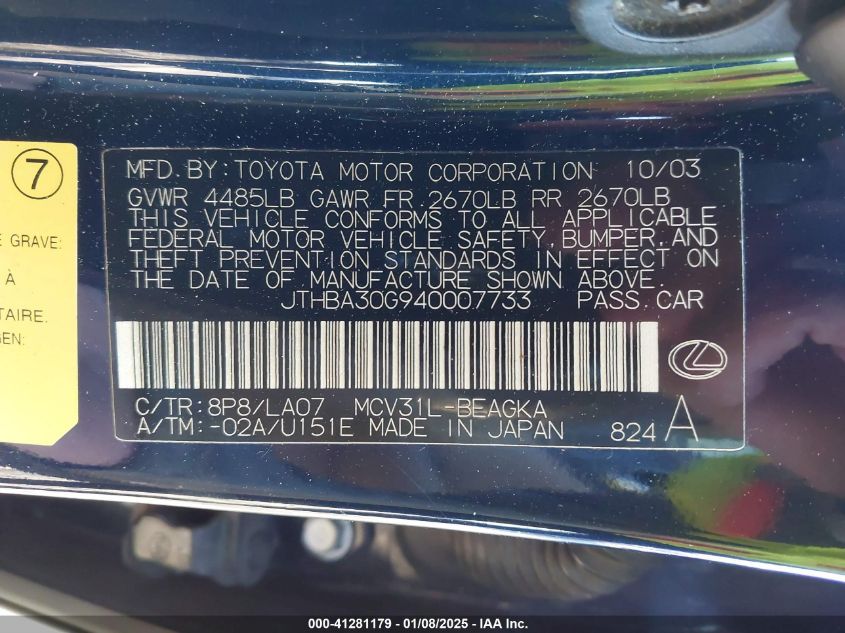 7
E GRAVE:
À
TAIRE.
GEN:
MFD.BY:TOYOTA MOTOR CORPORATION 10/03
GVWR 4485LB GAWR FR 2670LB RR 2670LB
THIS VEHICLE CONFORMS TO ALL APPLICABLE
FEDERAL MOTOR VEHICLE SAFETY,BUMPER,AND
THEFT PREVENTION STANDARDS IN EFFECT ON
THE DATE OF MANUFACTURE SHOWN ABOVE.
JTHBA30G940007733 PASS.CAR
C/TR:8P8/LA07 MCV31L-BEAGKA
A/TM:-02A/U151E MADE IN JAPAN 824 A
000-41281179 - 01/08/2025 - IAA Inc.